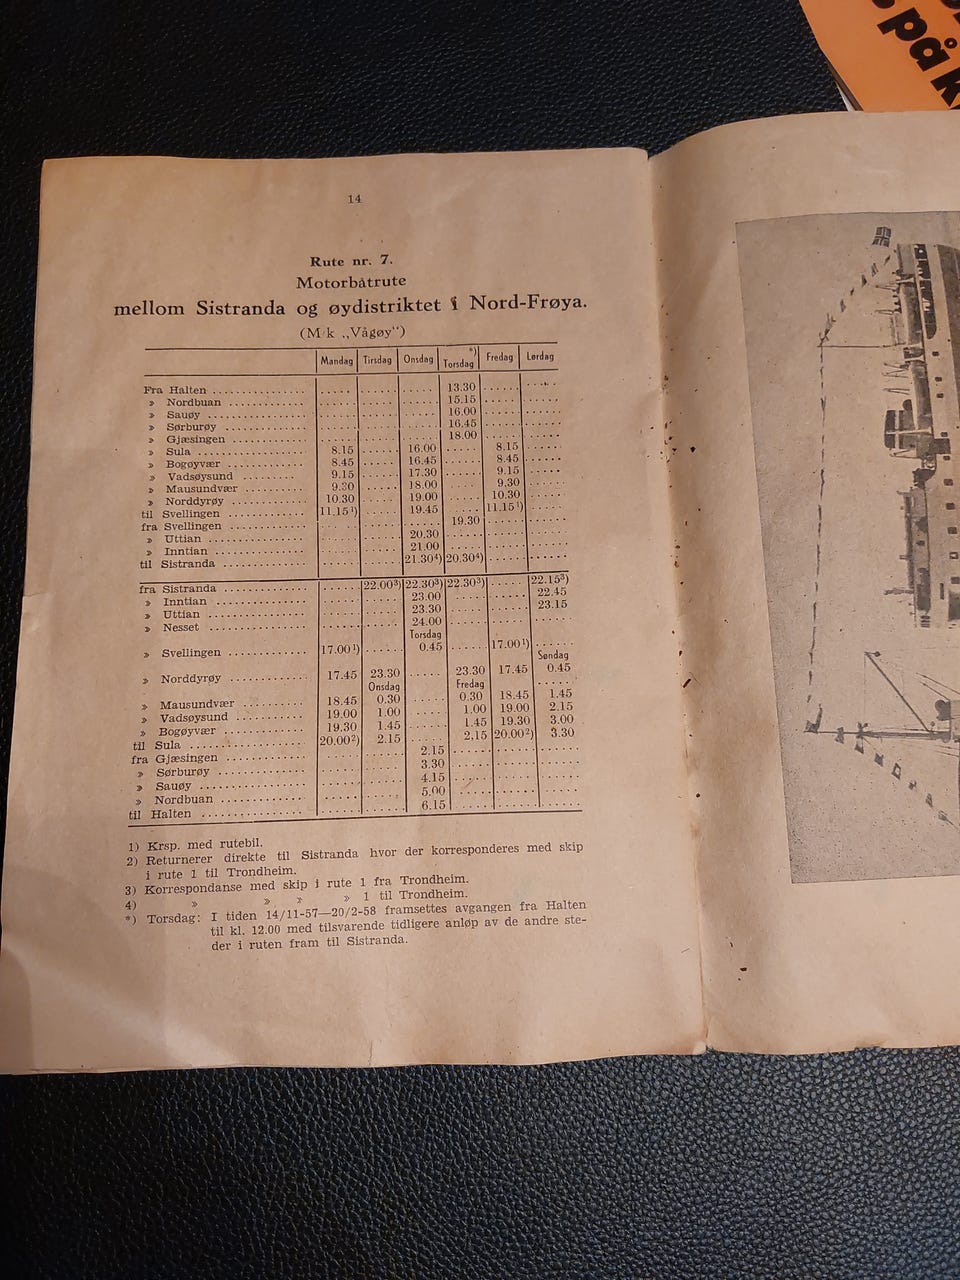 på k
14
Rute nr. 7.
Motorbåtrute
mellom Sistranda og øydistriktet i Nord-Frøya.
(M/k „Vågøy")
Mandag Tirsdag Onsdag Torsdag *) Fredag Lørdag
Fra Halten .......... ..... ..... ..... 13.30 ..... .....
» Nordbuan .......... ..... ..... ..... 15.15 ..... .....
» Sauøy .......... ..... ..... ..... 16.00 ..... .....
» Sørburøy .......... ..... ..... ..... 16.45 ..... .....
» Gjæsingen .......... ..... ..... ..... 18.00 ..... .....
» Sula .......... 8.15 ..... 16.00 ..... 8.15 .....
» Bogøyvær .......... 8.45 ..... 16.45 ..... 8.45 .....
» Vadsøysund .......... 9.15 ..... 17.30 ..... 9.15 .....
» Mausundvær .......... 9.30 ..... 18.00 ..... 9.30 .....
» Norddyrøy .......... 10.30 ..... 19.00 ..... 10.30 .....
til Svellingen .......... 11.15¹) ..... 19.45 ..... 11.15¹) .....
fra Svellingen .......... ..... ..... ..... 19.30 ..... .....
» Uttian .......... ..... ..... 20.30 ..... ..... .....
» Inntian .......... ..... ..... 21.00 ..... ..... .....
til Sistranda .......... ..... ..... 21.30⁴) 20.30⁴) ..... .....
fra Sistranda .......... ..... 22.00³) 22.30³) 22.30³) ..... 22.15³)
» Inntian .......... ..... ..... 23.00 ..... ..... 22.45
» Uttian .......... ..... ..... 23.30 ..... ..... 23.15
» Nesset .......... ..... ..... 24.00 ..... ..... .....
Torsdag
» Svellingen .......... 17.00¹) ..... 0.45 ..... 17.00¹) .....
Søndag
» Norddyrøy .......... 17.45 23.30 ..... 23.30 17.45 0.45
Onsdag Fredag
» Mausundvær .......... 18.45 0.30 ..... 0.30 18.45 1.45
» Vadsøysund .......... 19.00 1.00 ..... 1.00 19.00 2.15
» Bogøyvær .......... 19.30 1.45 ..... 1.45 19.30 3.00
til Sula .......... 20.00²) 2.15 ..... 2,15 20.00²) 3.30
fra Gjæsingen .......... ..... ..... 2.15 ..... ..... .....
» Sørburøy .......... ..... ..... 3.30 ..... ..... .....
» Sauøy .......... ..... ..... 4.15 ..... ..... .....
» Nordbuan .......... ..... ..... 5.00 ..... ..... .....
til Halten .......... ..... ..... 6.15 ..... ..... .....
1) Krsp. med rutebil.
2) Returnerer direkte til Sistranda hvor der korresponderes med skip
i rute 1 til Trondheim.
3) Korrespondanse med skip i rute 1 fra Trondheim.
4) » » » » 1 til Trondheim.
*) Torsdag: I tiden 14/11-57—20/2-58 framsettes avgangen fra Halten
til kl. 12.00 med tilsvarende tidligere anløp av de andre ste-
der i ruten fram til Sistranda.